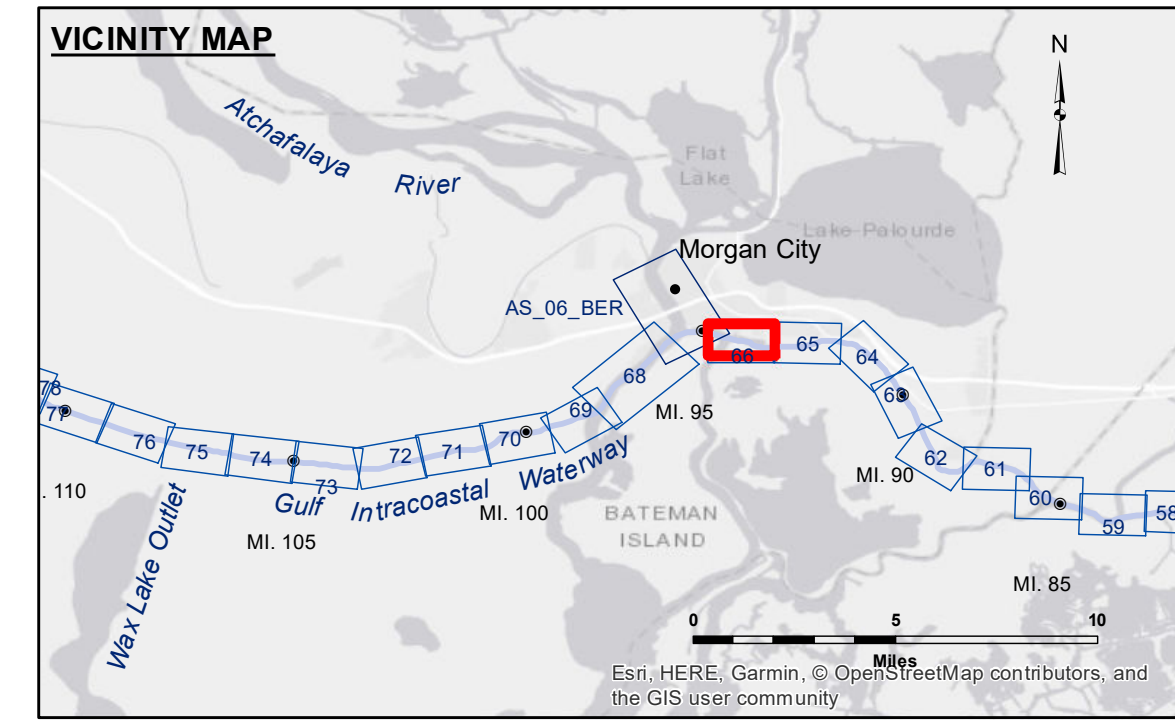 VICINITY MAP
N
Atchafalaya
River
Flat
Lake
Lake Palourde
Morgan City
AS_06_BER
66
65
64
63
62
61
60
59
58
68
69
70
71
72
73
74
75
76
77
78
MI. 95
MI. 90
MI. 85
MI. 100
MI. 105
. 110
Gulf Intracoastal Waterway
Wax Lake Outlet
BATEMAN
ISLAND
0 5 10
Miles
Esri, HERE, Garmin, © OpenStreetMap contributors, and
the GIS user community